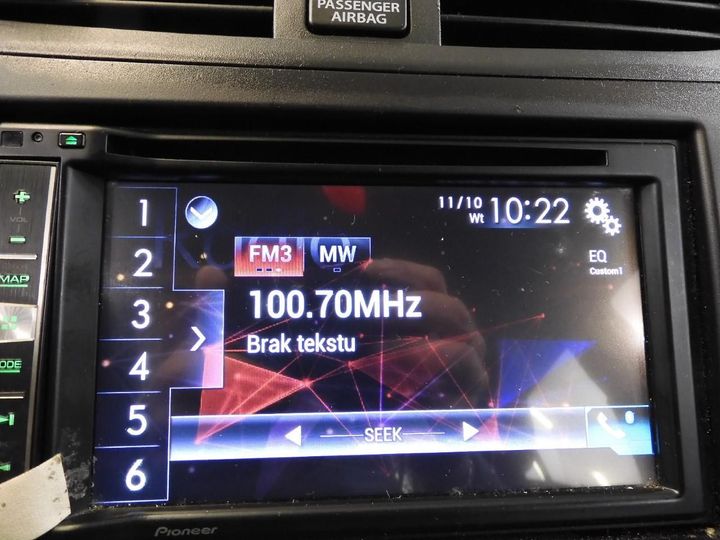 PASSENGER
AIRBAG
VOL
MAP
1
2
3
4
5
6
11/10
Wt
10:22
FM3
MW
EQ
Custom1
100.70MHz
Brak tekstu
SEEK
Pioneer